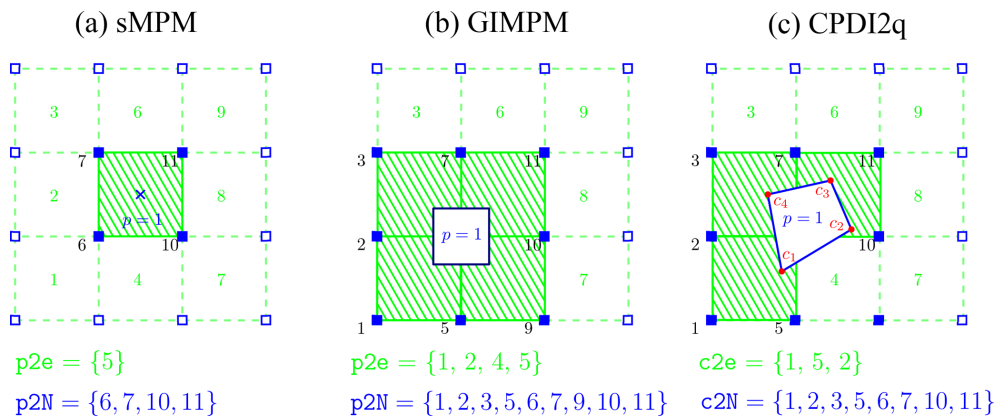 (a) sMPM (b) GIMPM (c) CPDI2q
3 6 9 3 6 9 3 6 9
7 11 3 7 11 3 7 11
c3
2 8 8 c4 8
p = 1 p = 1 p = 1
c2
6 10 2 10 2 10
c1
1 4 7 7 4 7
1 5 9 1 5
p2e = {5} p2e = {1, 2, 4, 5} c2e = {1, 5, 2}
p2N = {6, 7, 10, 11} p2N = {1, 2, 3, 5, 6, 7, 9, 10, 11} c2N = {1, 2, 3, 5, 6, 7, 10, 11}